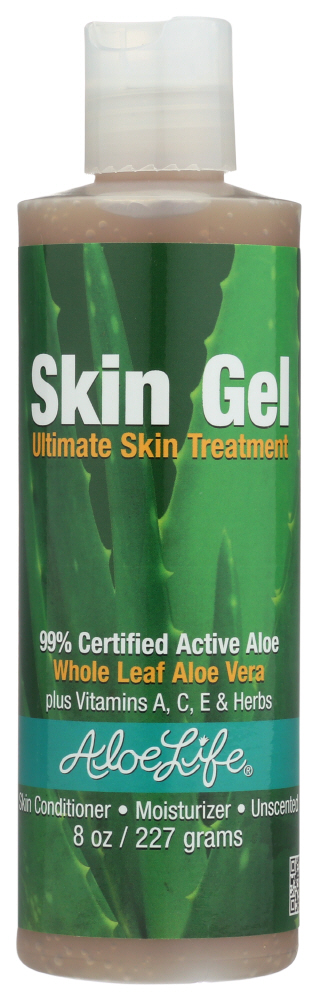 Skin Gel
Ultimate Skin Treatment
99% Certified Active Aloe
Whole Leaf Aloe Vera
plus Vitamins A, C, E & Herbs
AloeLife®
Skin Conditioner • Moisturizer • Unscented
8 oz / 227 grams